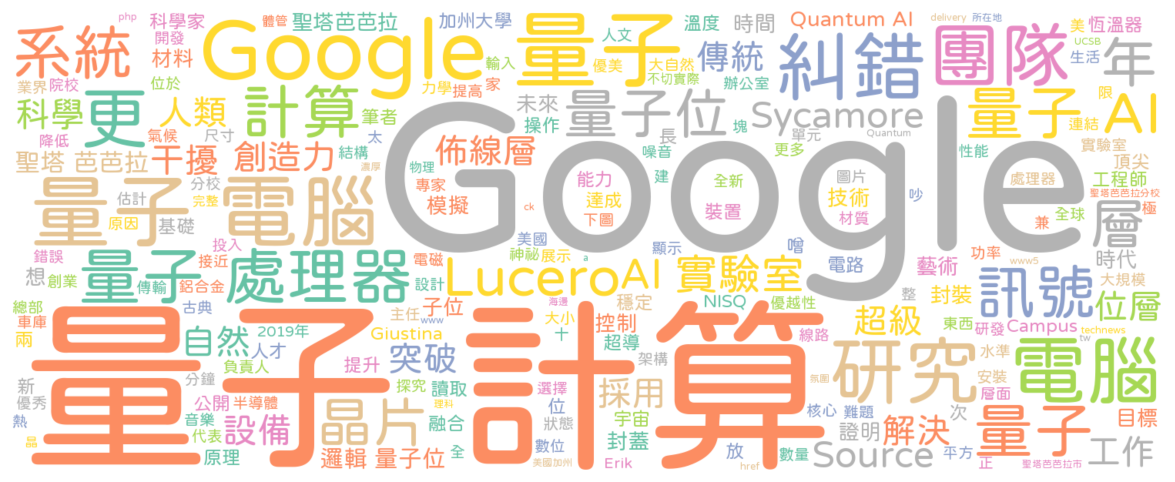 php 科學家 體管 聖塔芭芭拉 加州大學 人文 溫度 時間 Quantum AI delivery 所在地 美 恆溫器
系統 開發 材料 Google 量子 輸入 優美 大自然 傳統 糾錯 團隊 UCSB 生活 年
業界 院校 位於 力學 提高 家 不切實際 辦公室
科學 更 人類 計算 筆者 未來 量子位 Sycamore 量子 AI 限 連結
降低 氣候 尺寸 太 操作 長 塊 單元 Quantum 實驗室
聖塔 芭芭拉 干擾 創造力 結構 佈線層 噪音 更多 性能 頂尖
量子 電腦 分校 濃厚 物理 Google 建 圖片 處理器 工程師
估計 完整 專家 能力 全新 技術 聖塔芭芭拉分校
原因 基礎 模擬 ck 達成 裝置 材質 吵 兼 全球 極
錯誤 投入 美國 下圖 顯示 噌 功率 層
想 創業 接近 量子 處理器 電磁 神祕 展示 a 電路 藝術 www5 時代
傳輸 鋁合金 設計 Lucero AI 實驗室 整 訊號 大規模
總部 古典 主任 子位 海運 穩定 NISQ 優越性 封裝 東西 位層
車庫 兩 2019年 Giustina www 大小 十 控制 線路 超級 研發 Campus technews
自然 人才 突破 超導 架構 水準 tw
新 負責人 提升 探究 讀取 選擇 採用 氛圍 研究 安裝 電腦
優秀 分鐘 公開 半導體 理科 位 宇宙 核心 難題 層面
熱 音樂 晶片 融合 狀態 次 量子 目標
晶 代表 設備 全 數位 封蓋 放 證明 解決
原理 量子計算 邏輯 量子位 美國加州 Erik 數量 href Source 平方 正 聖塔芭芭拉市 工作